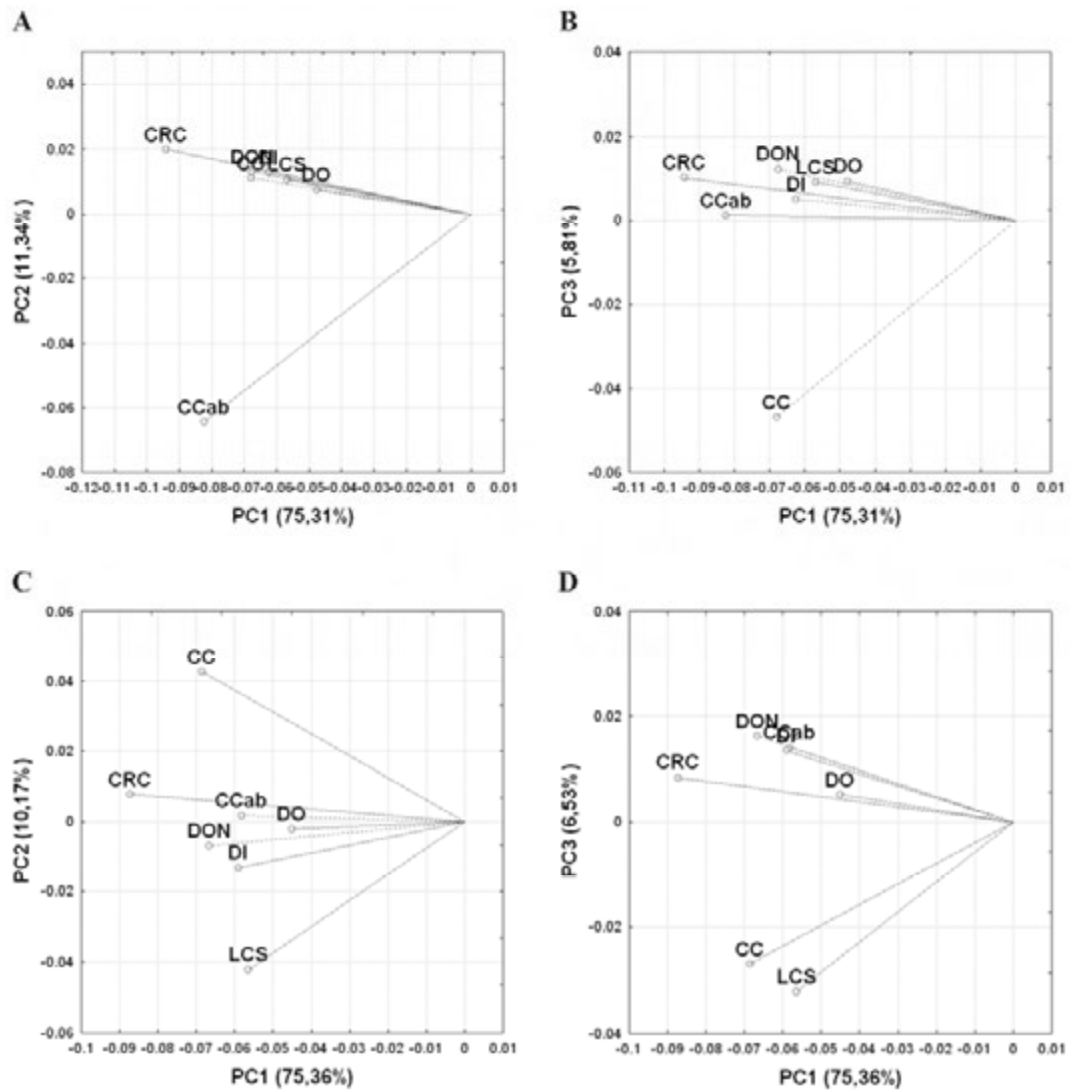 A
0.04
0.02
0
-0.02
-0.04
-0.06
-0.08
PC2 (11,34%)
CRC
DON
DI
CC
LCS
DO
CCab
-0.12 -0.11 -0.1 -0.09 -0.08 -0.07 -0.06 -0.05 -0.04 -0.03 -0.02 -0.01 0 0.01
PC1 (75,31%)
B
0.04
0.02
0
-0.02
-0.04
-0.06
PC3 (5,81%)
CRC
DON
LCS
DO
DI
CCab
CC
-0.11 -0.1 -0.09 -0.08 -0.07 -0.06 -0.05 -0.04 -0.03 -0.02 -0.01 0 0.01
PC1 (75,31%)
C
0.06
0.04
0.02
0
-0.02
-0.04
-0.06
PC2 (10,17%)
CC
CRC
CCab
DO
DON
DI
LCS
-0.1 -0.09 -0.08 -0.07 -0.06 -0.05 -0.04 -0.03 -0.02 -0.01 0 0.01
PC1 (75,36%)
D
0.04
0.02
0
-0.02
-0.04
PC3 (6,53%)
DON
CCab
DI
CRC
DO
CC
LCS
-0.1 -0.09 -0.08 -0.07 -0.06 -0.05 -0.04 -0.03 -0.02 -0.01 0 0.01
PC1 (75,36%)